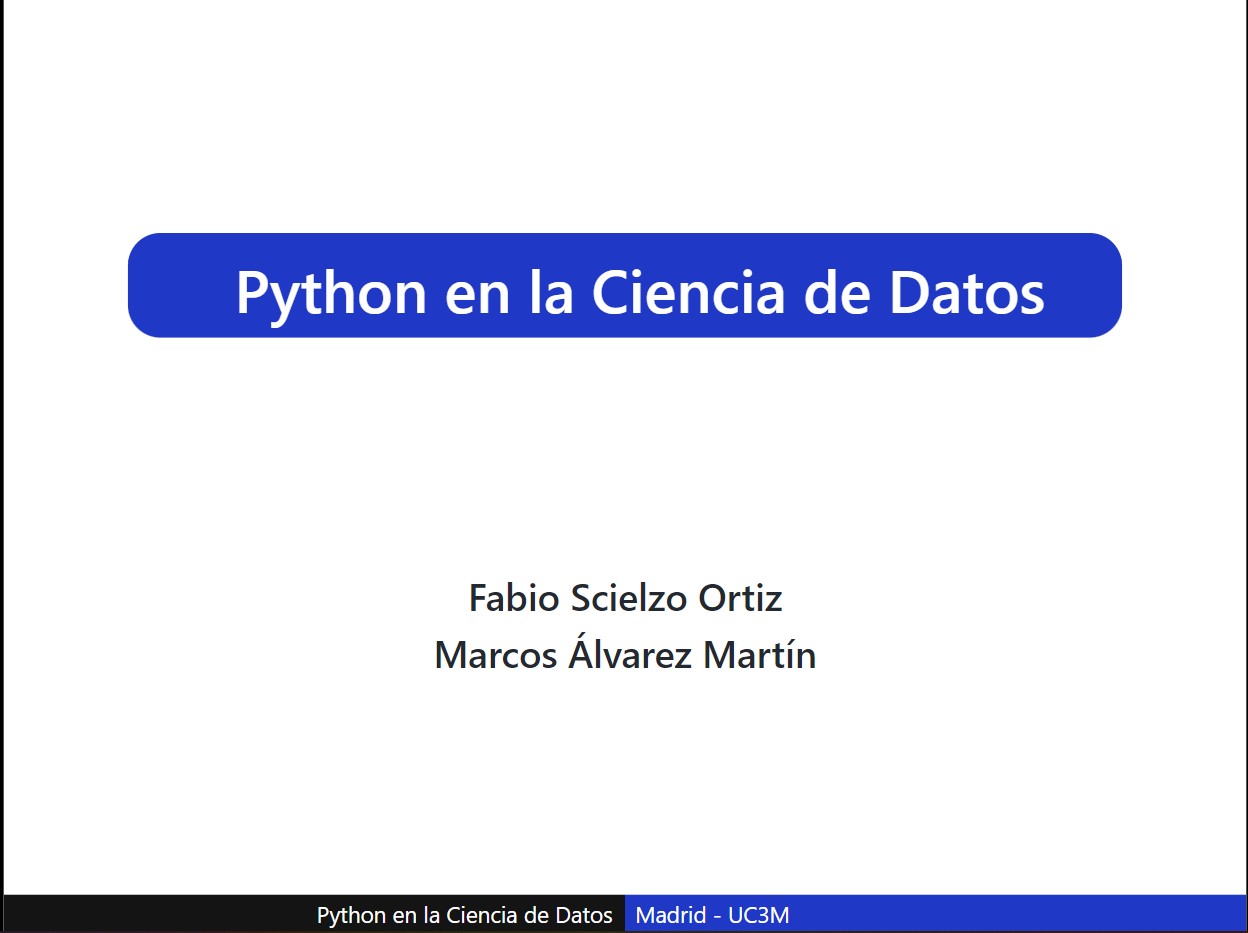 Python en la Ciencia de Datos
Fabio Scielzo Ortiz
Marcos Álvarez Martín
Python en la Ciencia de Datos
Madrid - UC3M